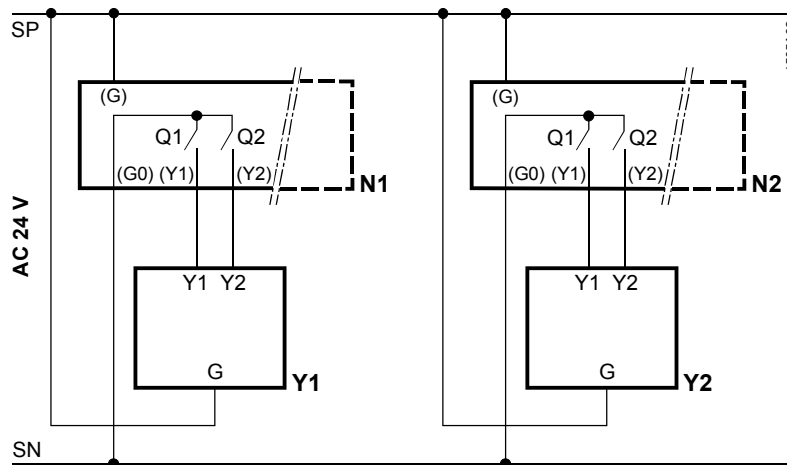 SP
(G) (G)
Q1 Q2 Q1 Q2
(G0) (Y1) (Y2) N1 (G0) (Y1) (Y2) N2
AC 24 V
Y1 Y2 Y1 Y2
G Y1 G Y2
SN